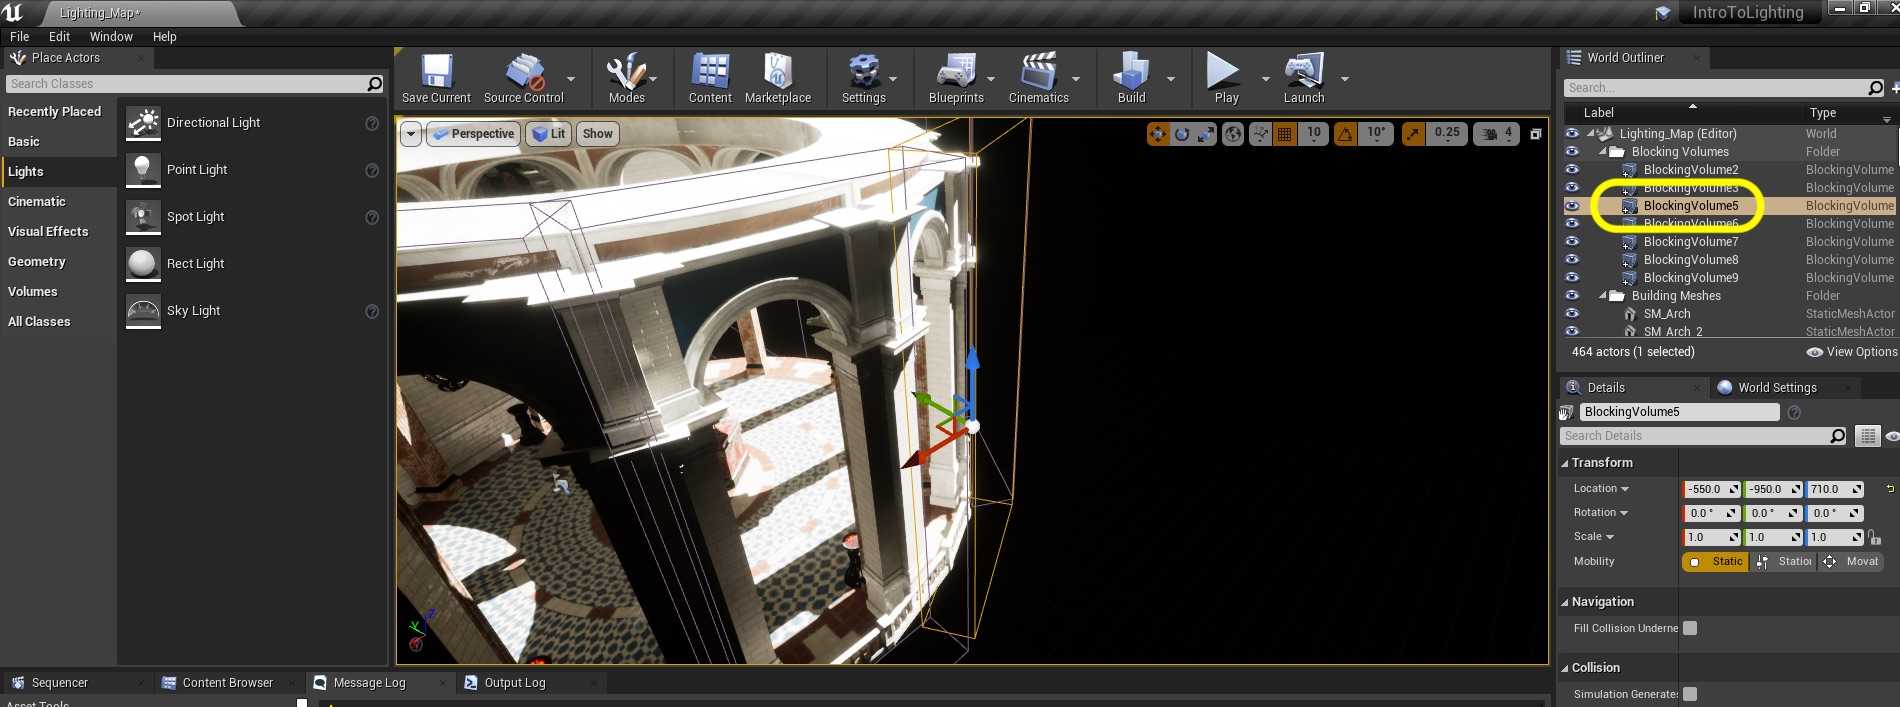 Lighting_Map*
IntroToLighting
File Edit Window Help
Place Actors
Search Classes
Recently Placed
Basic
Lights
Cinematic
Visual Effects
Geometry
Volumes
All Classes
Directional Light
Point Light
Spot Light
Rect Light
Sky Light
Save Current
Source Control
Modes
Content
Marketplace
Settings
Blueprints
Cinematics
Build
Play
Launch
Perspective Lit Show
10 10° 0.25 4
World Outliner
Search...
Label Type
Lighting_Map (Editor) World
Blocking Volumes Folder
BlockingVolume2 BlockingVolume
BlockingVolume3 BlockingVolume
BlockingVolume5 BlockingVolume
BlockingVolume6 BlockingVolume
BlockingVolume7 BlockingVolume
BlockingVolume8 BlockingVolume
BlockingVolume9 BlockingVolume
Building Meshes Folder
SM_Arch StaticMeshActor
SM_Arch_2 StaticMeshActor
464 actors (1 selected) View Options
Details World Settings
BlockingVolume5
Search Details
Transform
Location -550.0 -950.0 710.0
Rotation 0.0 ° 0.0 ° 0.0 °
Scale 1.0 1.0 1.0
Mobility Static Station Movab
Navigation
Fill Collision Underne
Collision
Simulation Generates
Sequencer
Content Browser
Message Log
Output Log
Asset Tools
Z
Y